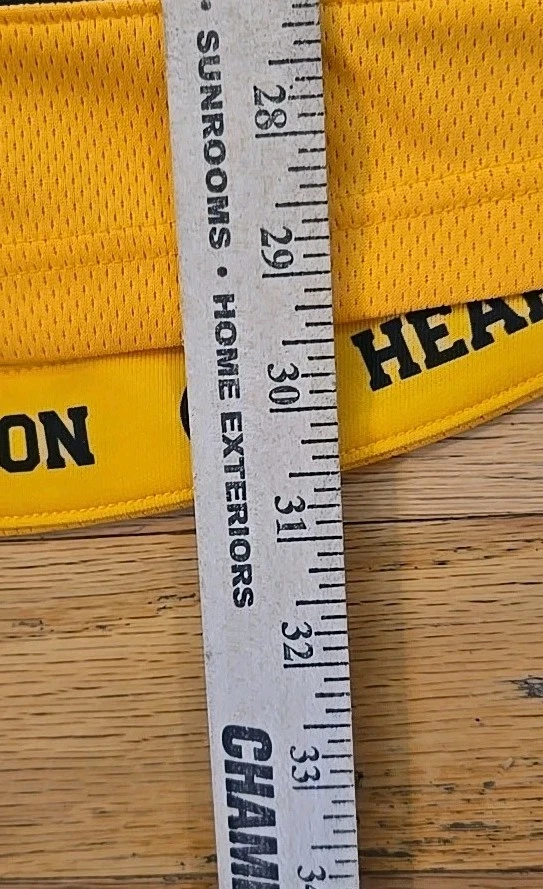 • SUNROOMS • HOME EXTERIORS
CHAM
28
29
30
31
32
33
ON
HEA